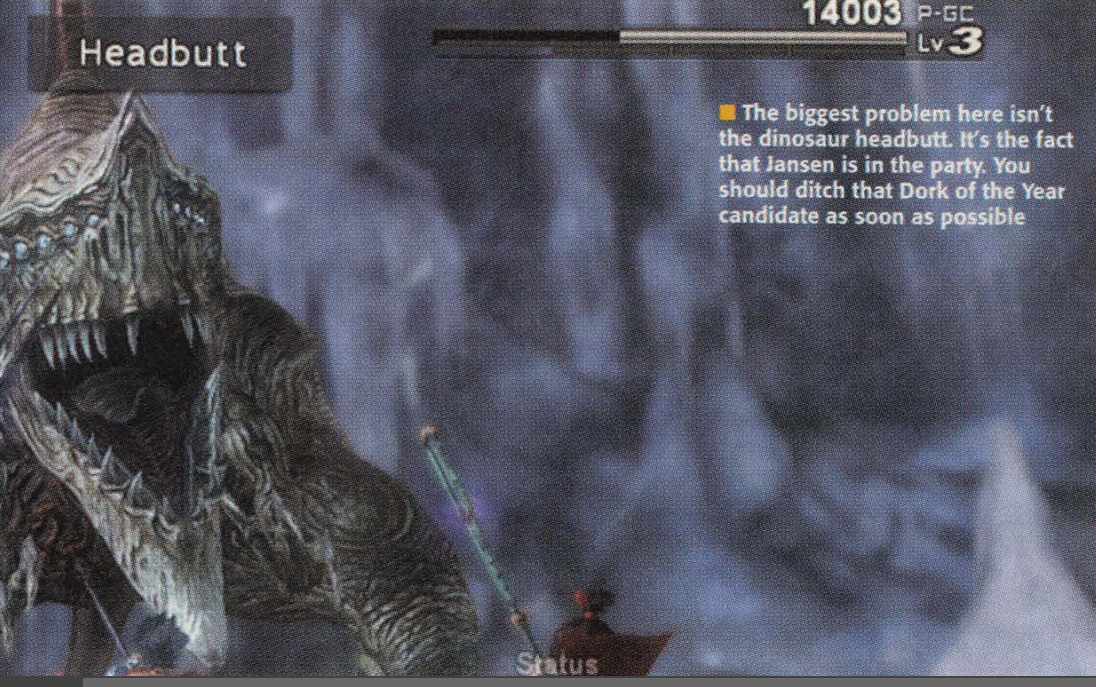 14003 P-GC
Headbutt
Lv 3
■ The biggest problem here isn't
the dinosaur headbutt. It's the fact
that Jansen is in the party. You
should ditch that Dork of the Year
candidate as soon as possible
Status